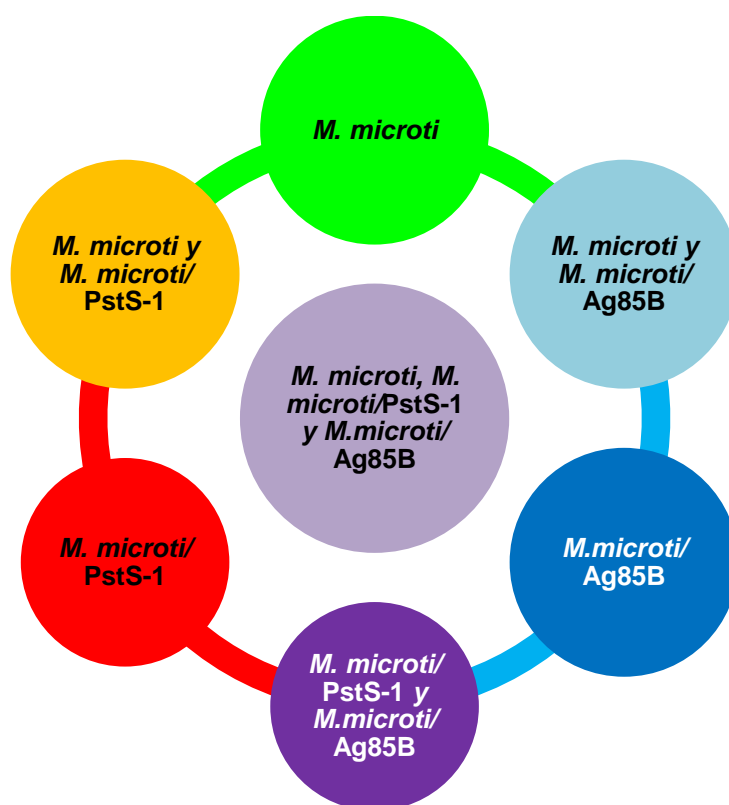 M. microti
M. microti y
M. microti/
PstS-1
M. microti y
M. microti/
Ag85B
M. microti, M.
microti/PstS-1
y M.microti/
Ag85B
M. microti/
PstS-1
M.microti/
Ag85B
M. microti/
PstS-1 y
M.microti/
Ag85B